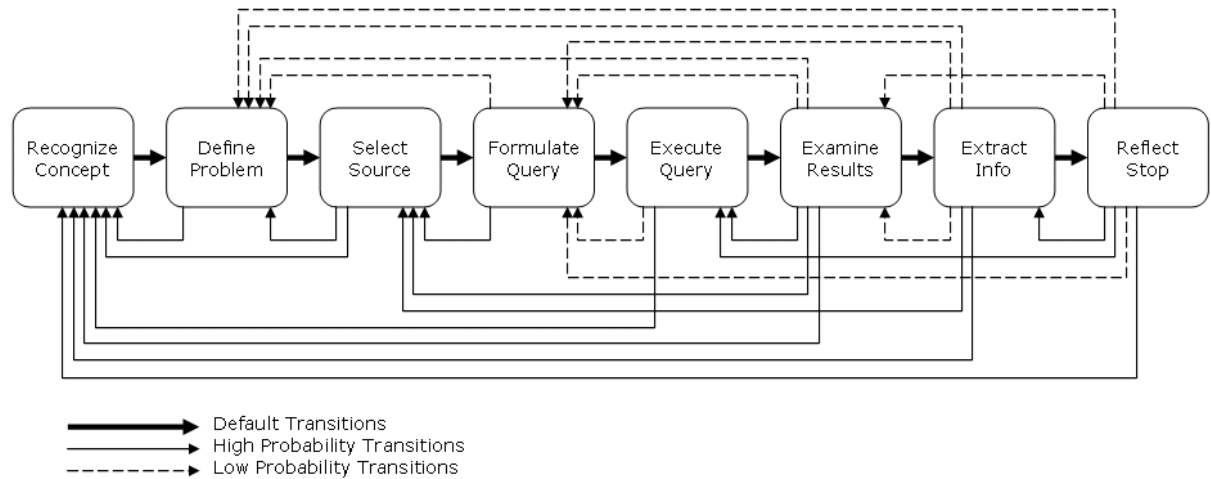 Recognize
Concept
Define
Problem
Select
Source
Formulate
Query
Execute
Query
Examine
Results
Extract
Info
Reflect
Stop
Default Transitions
High Probability Transitions
Low Probability Transitions